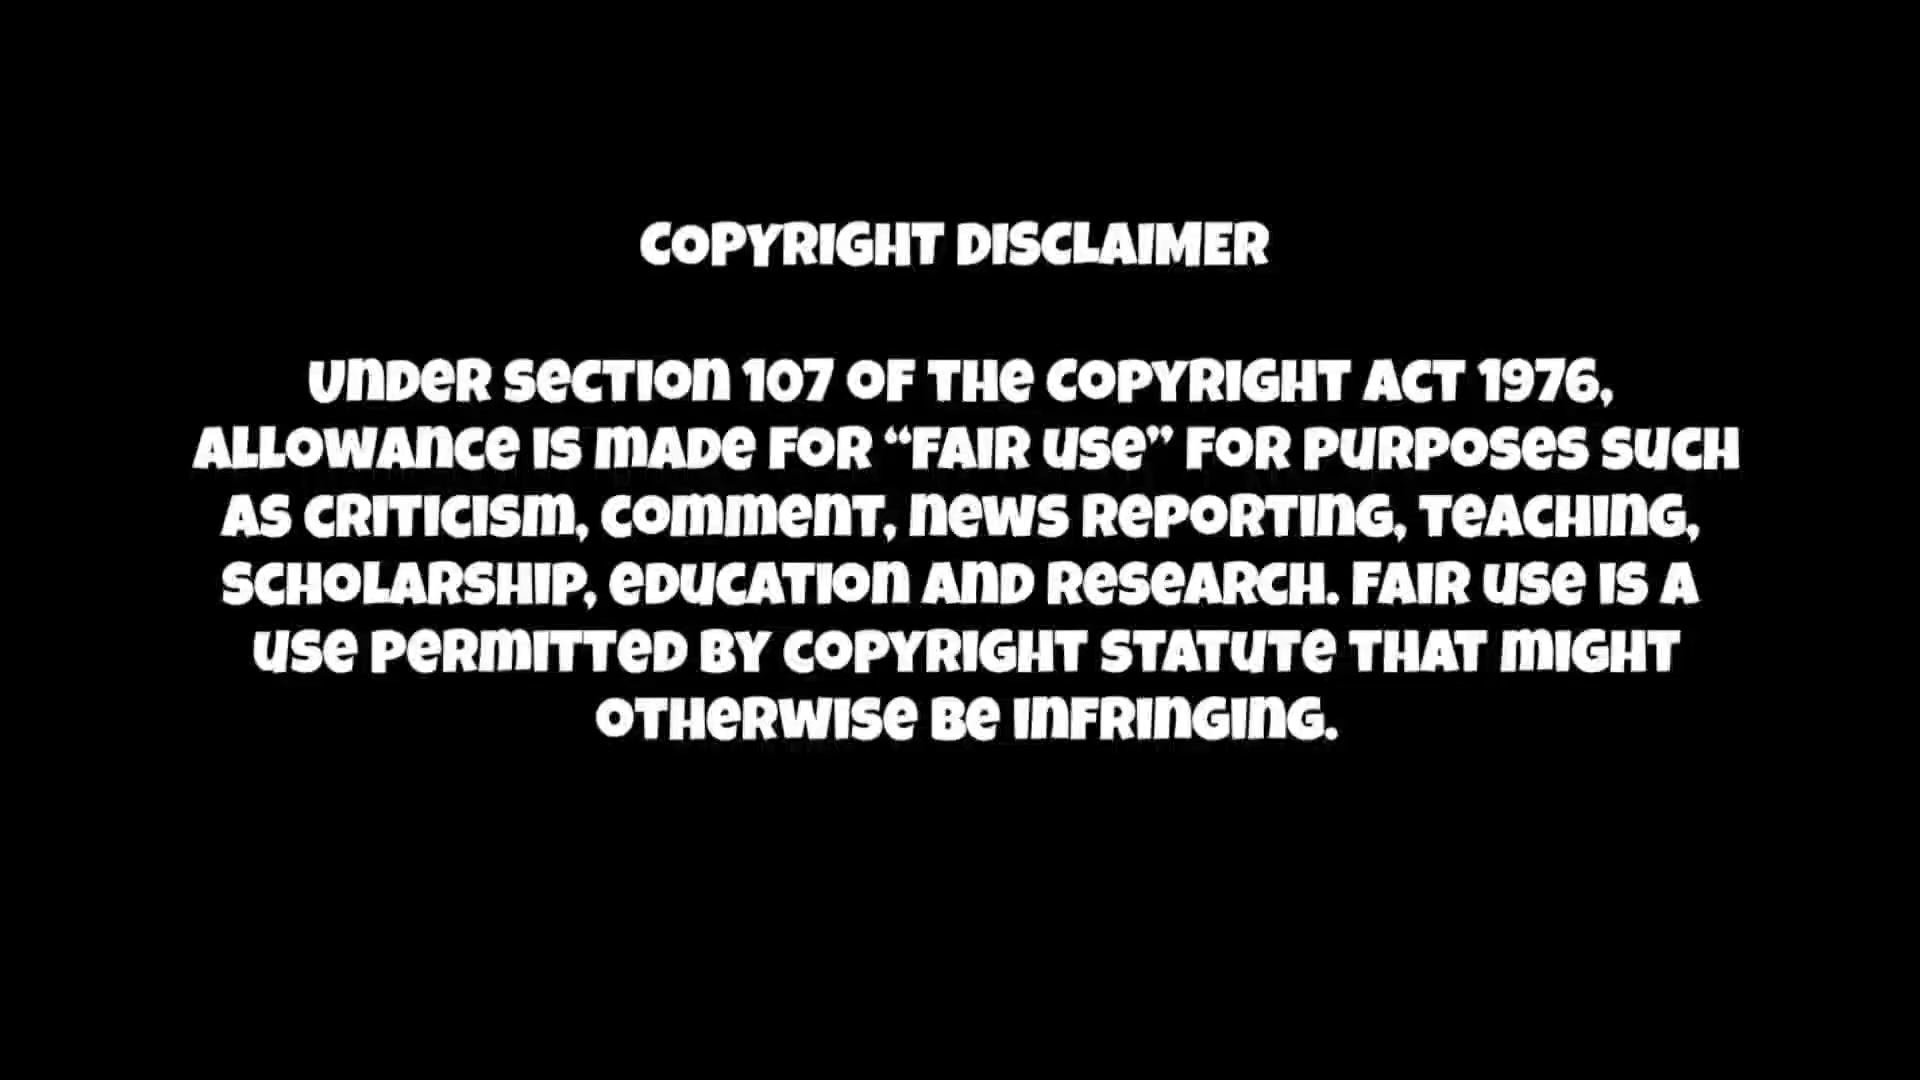 COPYRIGHT DISCLAIMER
UNDER SECTION 107 OF THE COPYRIGHT ACT 1976,
ALLOWANCE IS MADE FOR “FAIR USE” FOR PURPOSES SUCH
AS CRITICISM, COMMENT, NEWS REPORTING, TEACHING,
SCHOLARSHIP, EDUCATION AND RESEARCH. FAIR USE IS A
USE PERMITTED BY COPYRIGHT STATUTE THAT MIGHT
OTHERWISE BE INFRINGING.